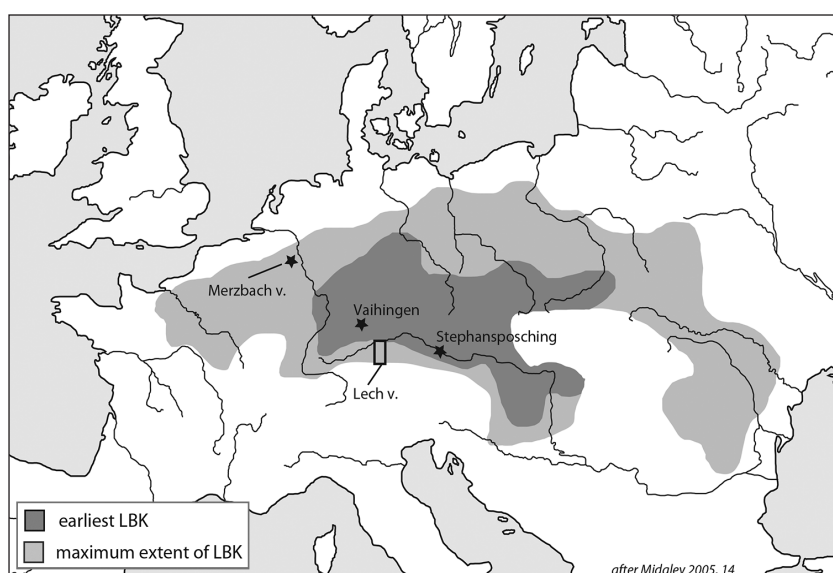 Merzbach v.
Vaihingen
Stephansposching
Lech v.
earliest LBK
maximum extent of LBK
after Midgley 2005, 14